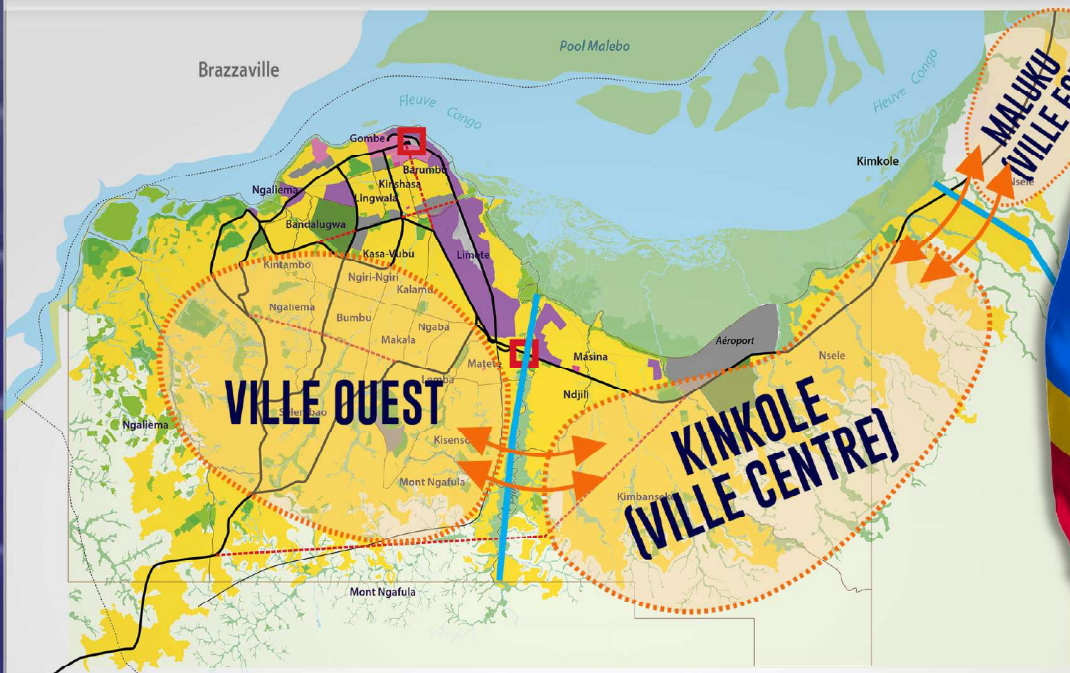 Pool Malebo
Brazzaville
Fleuve Congo
Fleuve Congo
MALUKU
(VILLE
Nsele
Gombe
Barumbu
Kimkole
Kinshasa
Ngaliema
Lingwala
Bandalugwa
Kasa-Vubu
Limete
Kintambo
Ngiri-Ngiri
Kalamu
Ngaliema
Bumbu
Ngaba
Makala
Aéroport
Masina
Nsele
Matete
Lemba
Ndjili
VILLE OUEST
Selembao
KINKOLE
(VILLE CENTRE)
Ngaliema
Kisenso
Mont Ngafula
Kimbanseke
Mont Ngafula